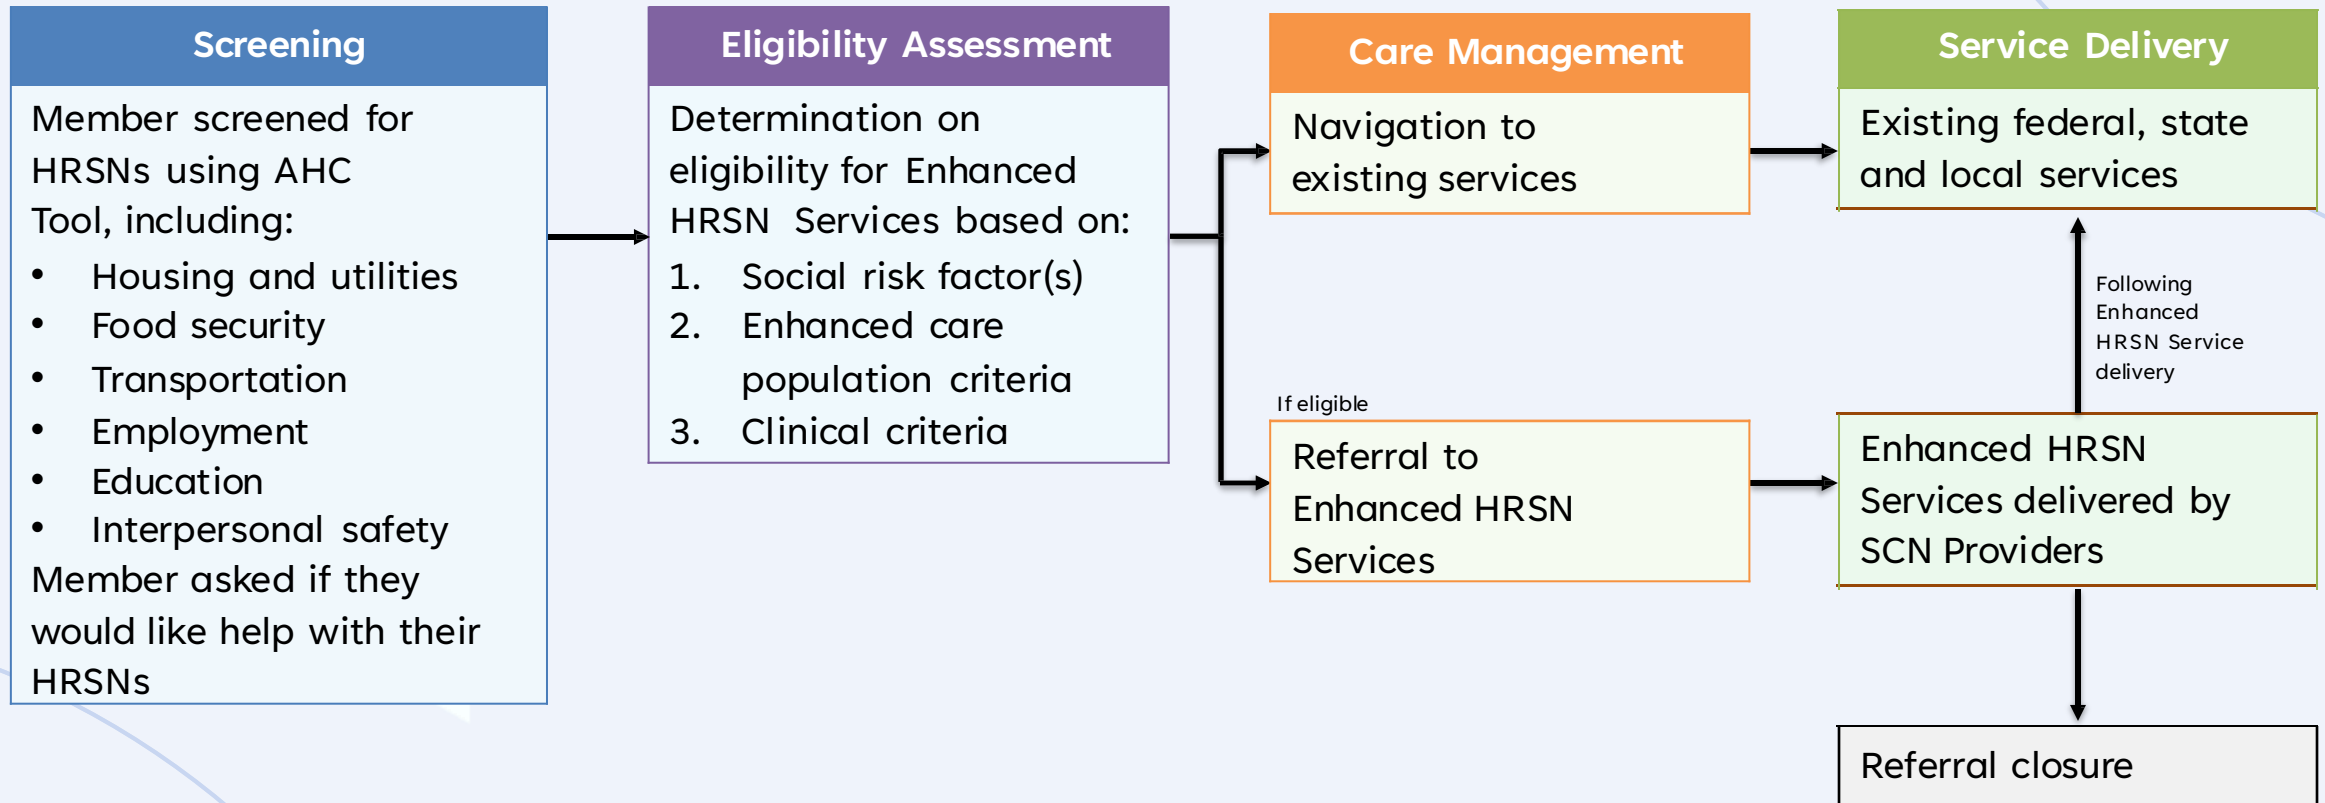 Screening
Member screened for
HRSNs using AHC
Tool, including:
• Housing and utilities
• Food security
• Transportation
• Employment
• Education
• Interpersonal safety
Member asked if they
would like help with their
HRSNs
Eligibility Assessment
Determination on
eligibility for Enhanced
HRSN Services based on:
1. Social risk factor(s)
2. Enhanced care
population criteria
3. Clinical criteria
Care Management
Navigation to
existing services
If eligible
Referral to
Enhanced HRSN
Services
Service Delivery
Existing federal, state
and local services
Following
Enhanced
HRSN Service
delivery
Enhanced HRSN
Services delivered by
SCN Providers
Referral closure